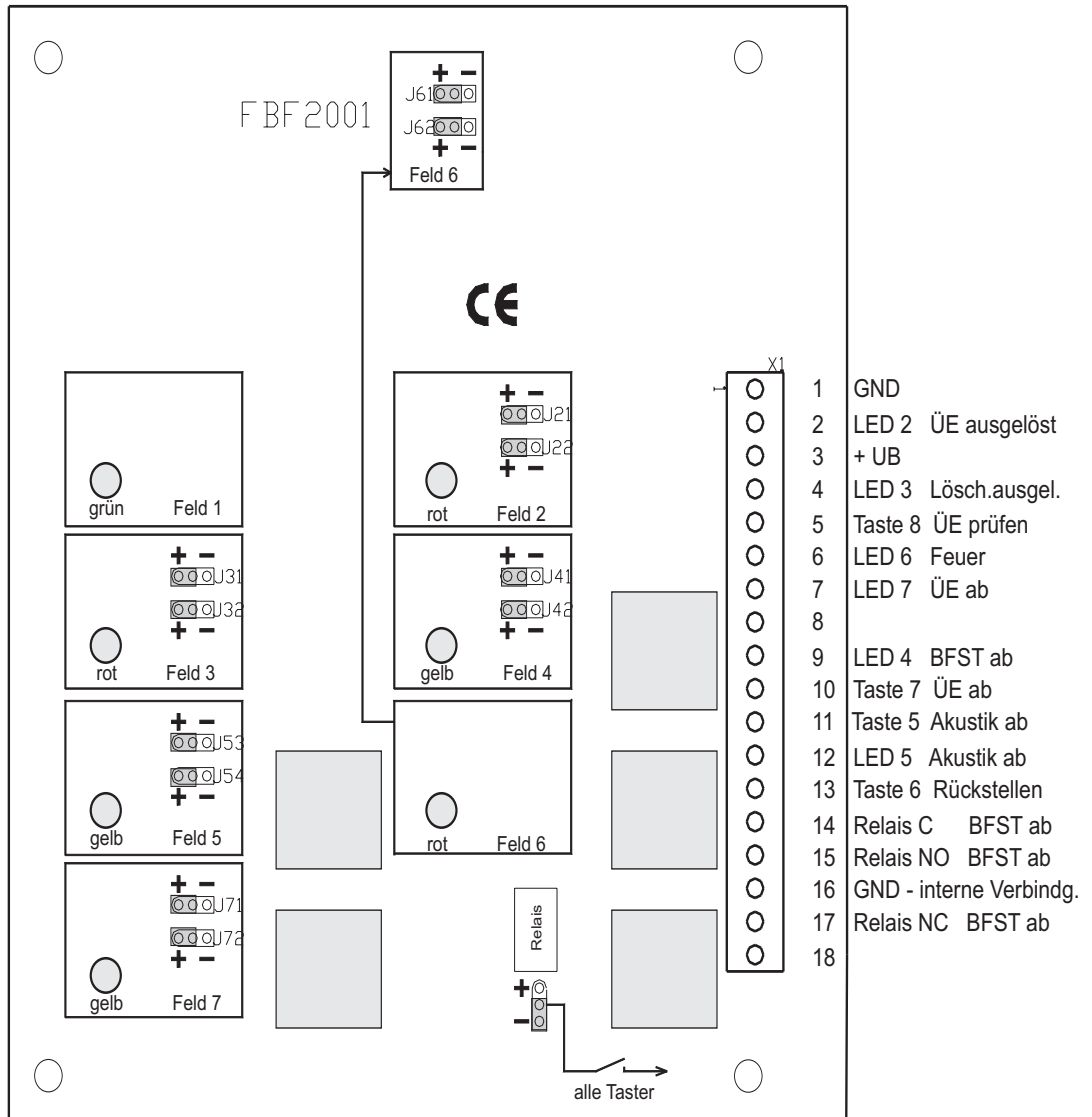 + −
J61
FBF2001
J62
+ −
Feld 6
CE
X1
1
grün Feld 1
+ −
J21
J22
+ −
rot Feld 2
+ −
J31
J32
+ −
rot Feld 3
+ −
J41
J42
+ −
gelb Feld 4
+ −
J53
J54
+ −
gelb Feld 5
rot Feld 6
+ −
J71
J72
+ −
gelb Feld 7
Relais
+
−
alle Taster
1 GND
2 LED 2 ÜE ausgelöst
3 + UB
4 LED 3 Lösch.ausgel.
5 Taste 8 ÜE prüfen
6 LED 6 Feuer
7 LED 7 ÜE ab
8
9 LED 4 BFST ab
10 Taste 7 ÜE ab
11 Taste 5 Akustik ab
12 LED 5 Akustik ab
13 Taste 6 Rückstellen
14 Relais C BFST ab
15 Relais NO BFST ab
16 GND - interne Verbindg.
17 Relais NC BFST ab
18